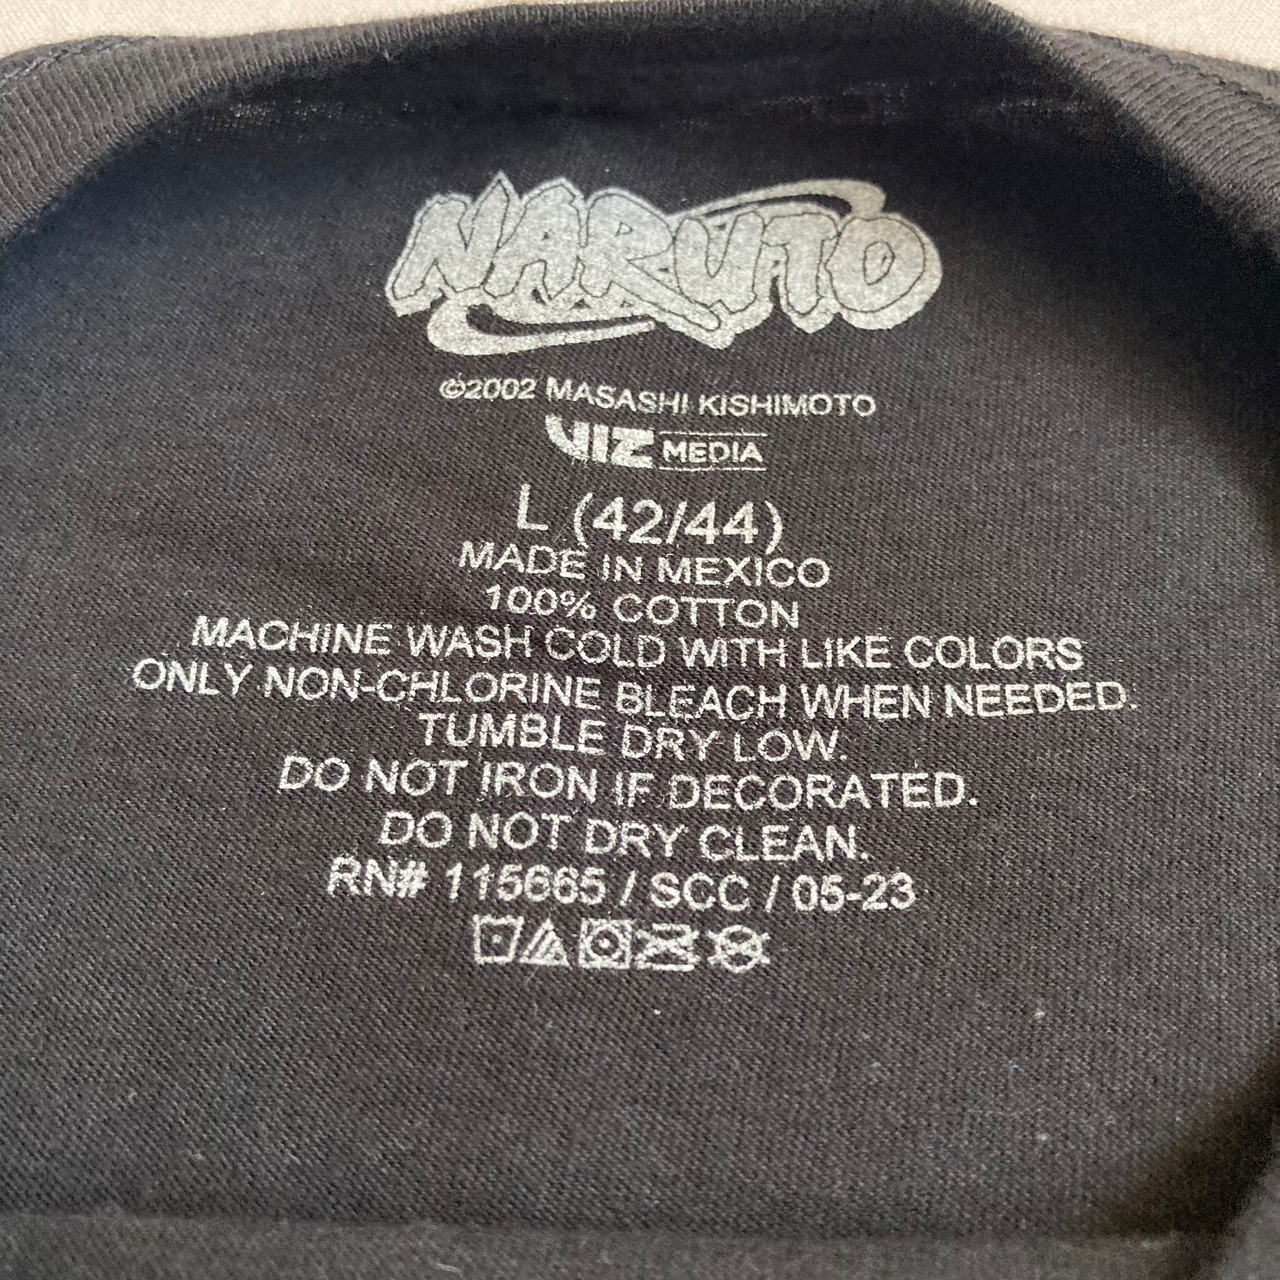 NARUTO
©2002 MASASHI KISHIMOTO
VIZ MEDIA
L (42/44)
MADE IN MEXICO
100% COTTON
MACHINE WASH COLD WITH LIKE COLORS
ONLY NON-CHLORINE BLEACH WHEN NEEDED.
TUMBLE DRY LOW.
DO NOT IRON IF DECORATED.
DO NOT DRY CLEAN.
RN# 115665 / SCC / 05-23